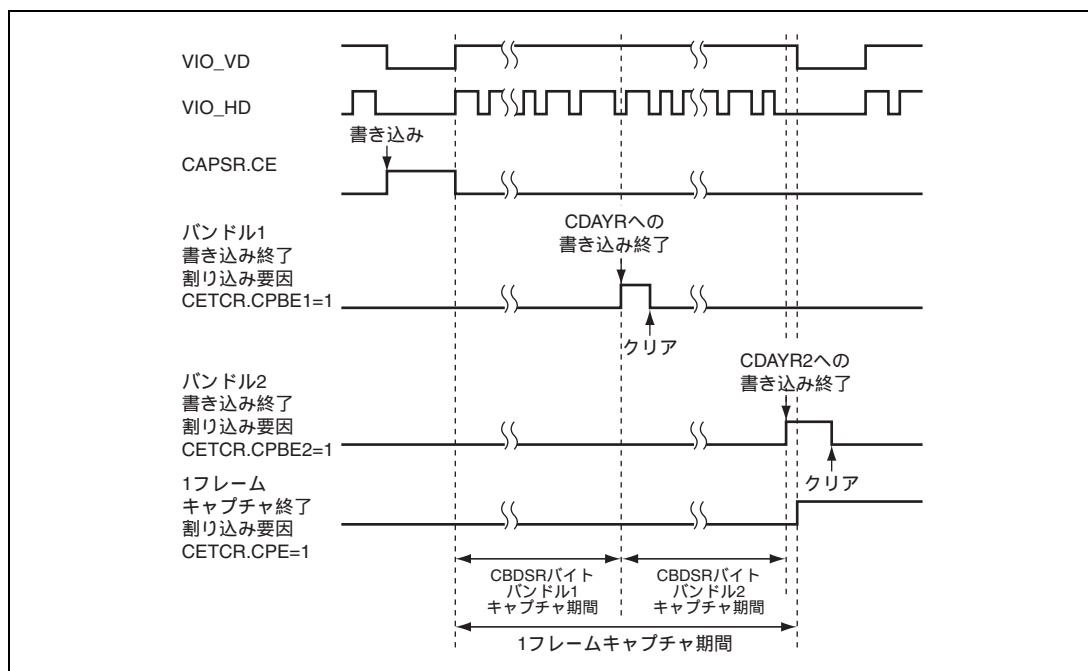 VIO_VD
VIO_HD
書き込み
CAPSR.CE
バンドル1
書き込み終了
割り込み要因
CETCR.CPBE1=1
CDAYRへの
書き込み終了
クリア
バンドル2
書き込み終了
割り込み要因
CETCR.CPBE2=1
CDAYR2への
書き込み終了
クリア
1フレーム
キャプチャ終了
割り込み要因
CETCR.CPE=1
CBDSRバイト
バンドル1
キャプチャ期間
CBDSRバイト
バンドル2
キャプチャ期間
1フレームキャプチャ期間